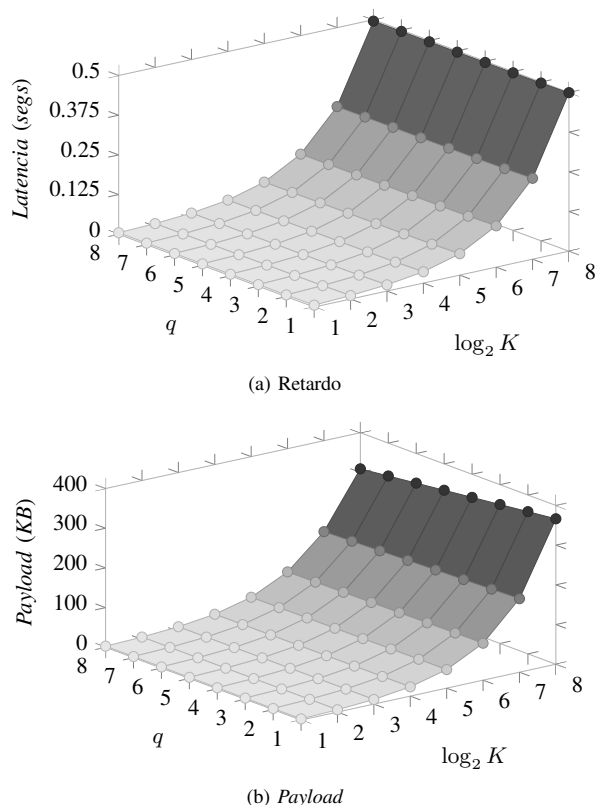 0.5
0.375
0.25
0.125
0
Latencia (segs)
8 7 6 5 4 3 2 1
q
1 2 3 4 5 6 7 8
log₂ K
(a) Retardo
400
300
200
100
0
Payload (KB)
8 7 6 5 4 3 2 1
q
1 2 3 4 5 6 7 8
log₂ K
(b) Payload